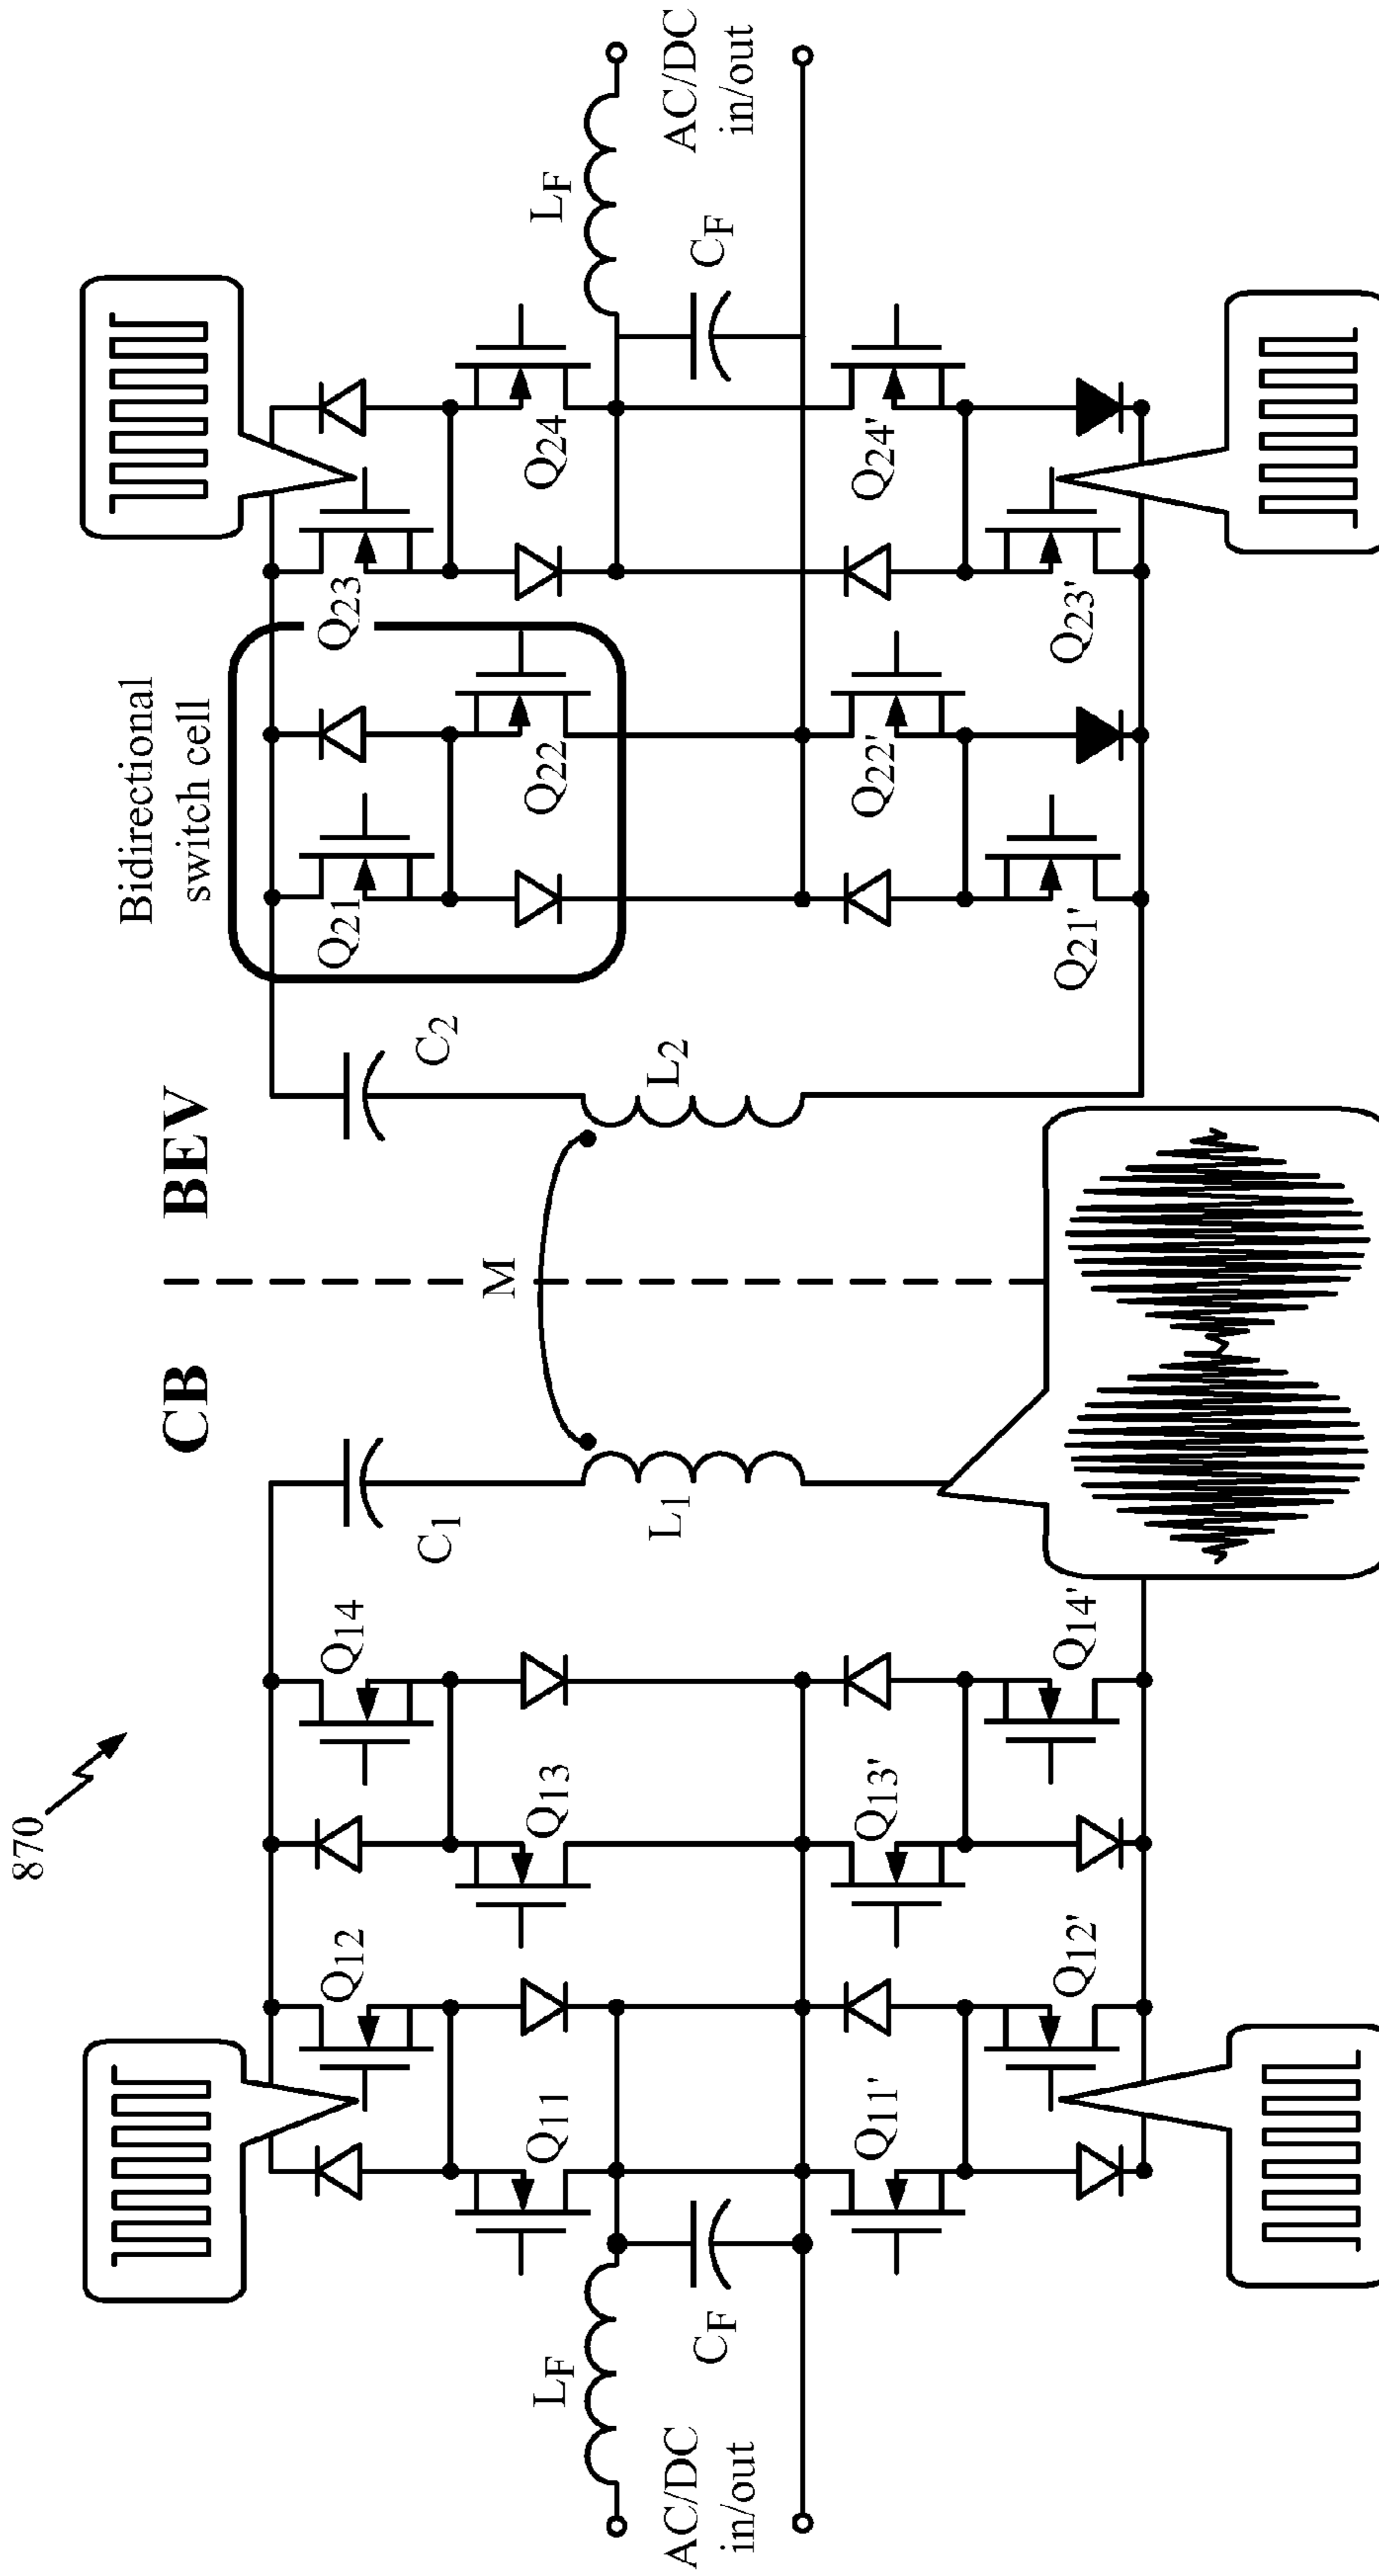 870
CB
BEV
Bidirectional
switch cell
Q12
Q14
Q21
Q23
C1
C2
M
Q11
Q13
Q22
Q24
LF
LF
AC/DC
in/out
CF
L1
L2
CF
AC/DC
in/out
Q11'
Q13'
Q22'
Q24'
Q12'
Q14'
Q21'
Q23'